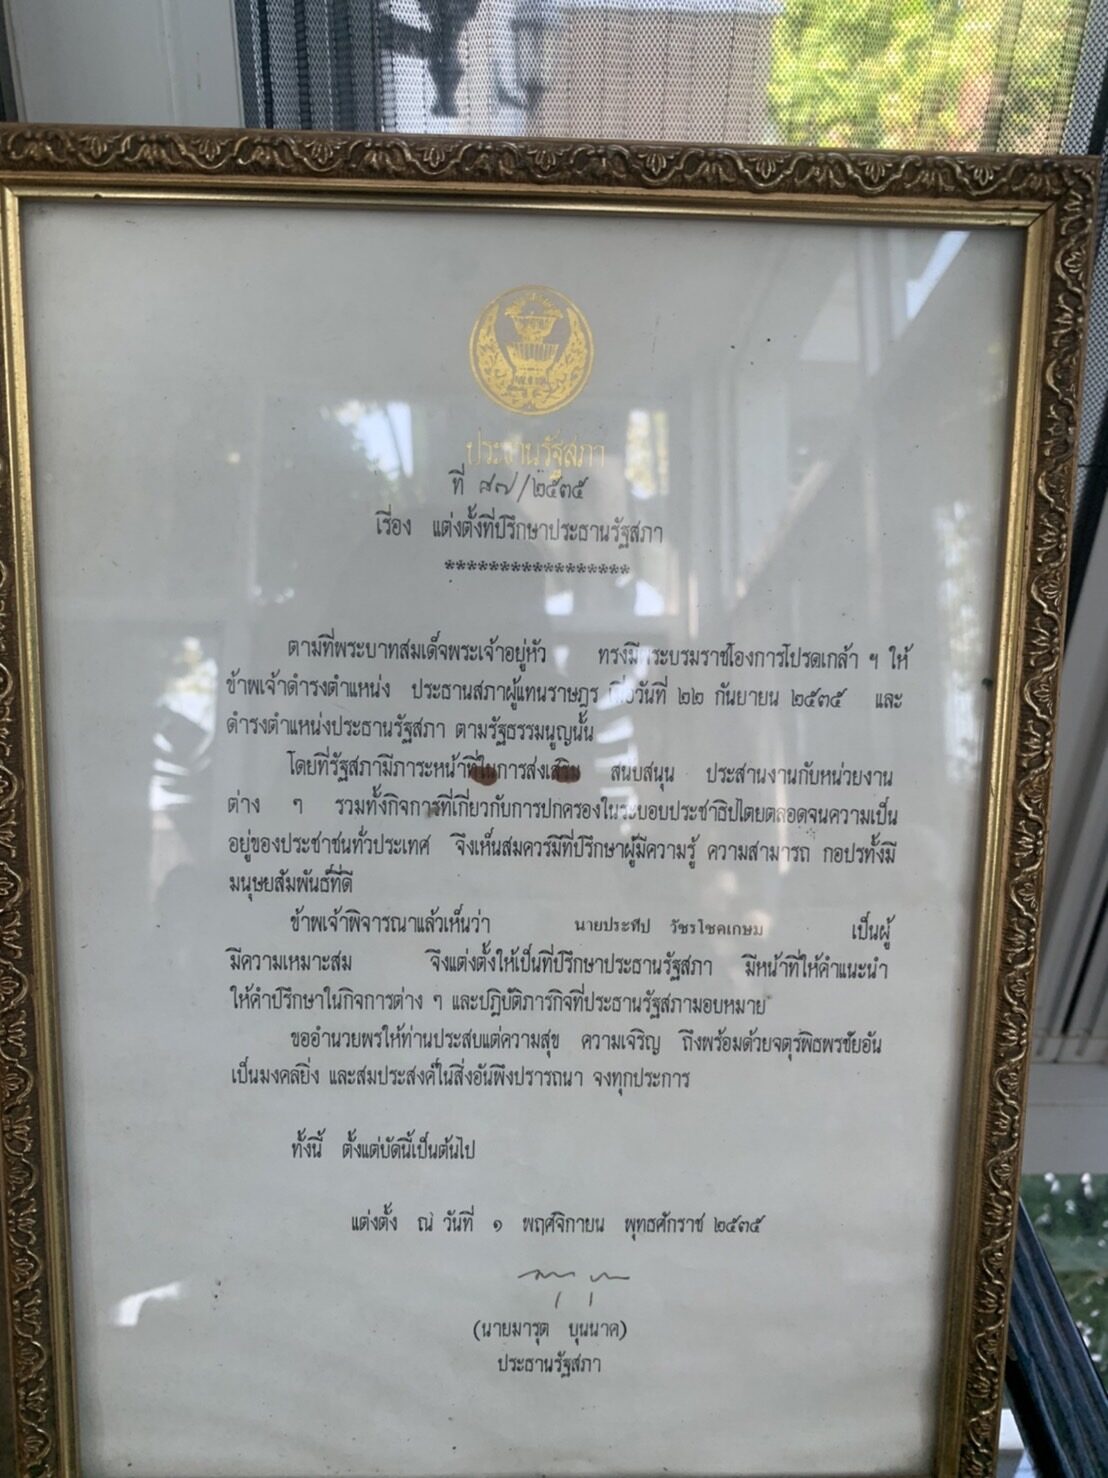 ประธานรัฐสภา
ที่ ๙๗/๒๕๓๕
เรื่อง แต่งตั้งที่ปรึกษาประธานรัฐสภา
*****************
ตามที่พระบาทสมเด็จพระเจ้าอยู่หัว ทรงมีพระบรมราชโองการโปรดเกล้า ฯ ให้
ข้าพเจ้าดำรงตำแหน่ง ประธานสภาผู้แทนราษฎร เมื่อวันที่ ๒๒ กันยายน ๒๕๓๕ และ
ดำรงตำแหน่งประธานรัฐสภา ตามรัฐธรรมนูญนั้น
โดยที่รัฐสภามีภาระหน้าที่ในการส่งเสริม สนบสนุน ประสานงานกับหน่วยงาน
ต่าง ๆ รวมทั้งกิจการที่เกี่ยวกับการปกครองในระบอบประชาธิปไตยตลอดจนความเป็น
อยู่ของประชาชนทั่วประเทศ จึงเห็นสมควรมีที่ปรึกษาผู้มีความรู้ ความสามารถ กอปรทั้งมี
มนุษยสัมพันธ์ที่ดี
ข้าพเจ้าพิจารณาแล้วเห็นว่า นายประทีป วัชรโชคเกษม เป็นผู้
มีความเหมาะสม จึงแต่งตั้งให้เป็นที่ปรึกษาประธานรัฐสภา มีหน้าที่ให้คำแนะนำ
ให้คำปรึกษาในกิจการต่าง ๆ และปฏิบัติภารกิจที่ประธานรัฐสภามอบหมาย
ขออำนวยพรให้ท่านประสบแต่ความสุข ความเจริญ ถึงพร้อมด้วยจตุรพิธพรชัยอัน
เป็นมงคลยิ่ง และสมประสงค์ในสิ่งอันพึงปรารถนา จงทุกประการ
ทั้งนี้ ตั้งแต่บัดนี้เป็นต้นไป
แต่งตั้ง ณ วันที่ ๑ พฤศจิกายน พุทธศักราช ๒๕๓๕
(นายมารุต บุนนาค)
ประธานรัฐสภา